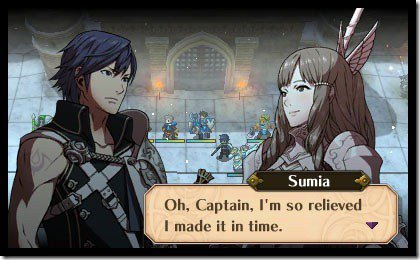 Sumia
Oh, Captain, I'm so relieved
I made it in time.